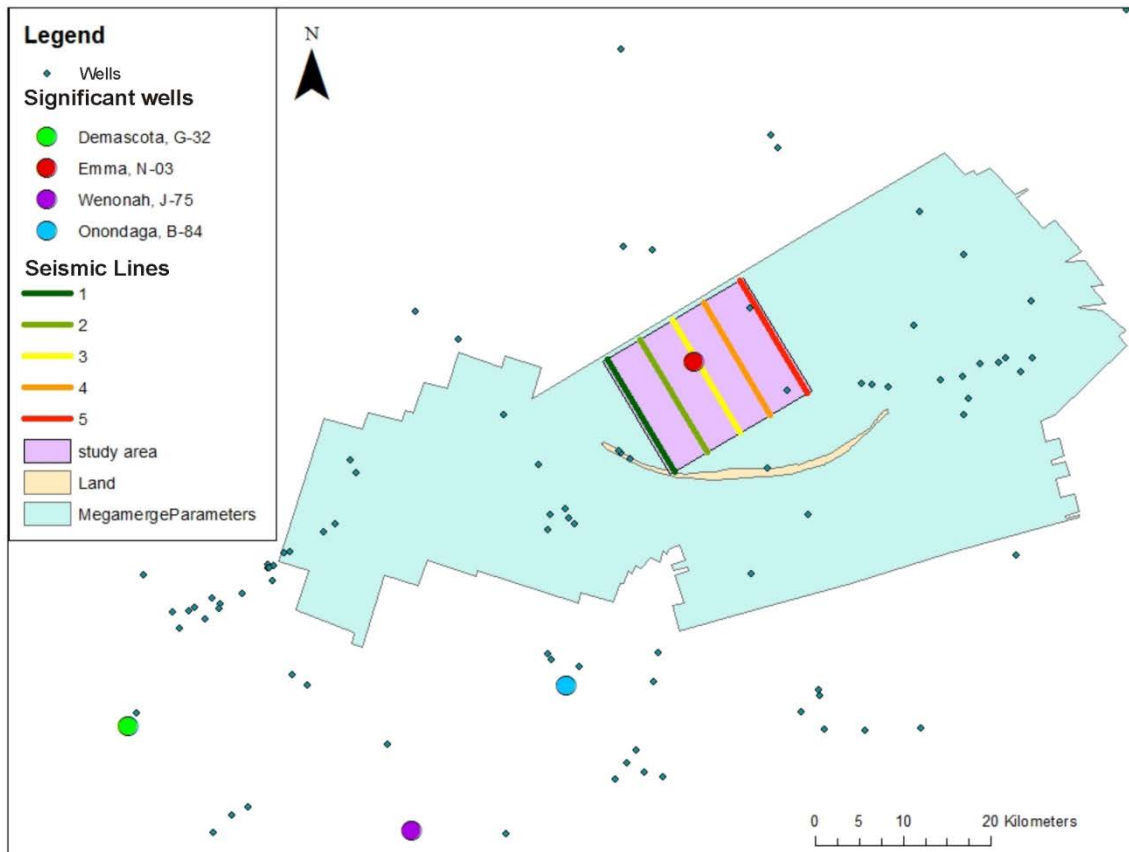 Legend
N
Wells
Significant wells
Demascota, G-32
Emma, N-03
Wenonah, J-75
Onondaga, B-84
Seismic Lines
1
2
3
4
5
study area
Land
MegamergeParameters
0 5 10 20 Kilometers